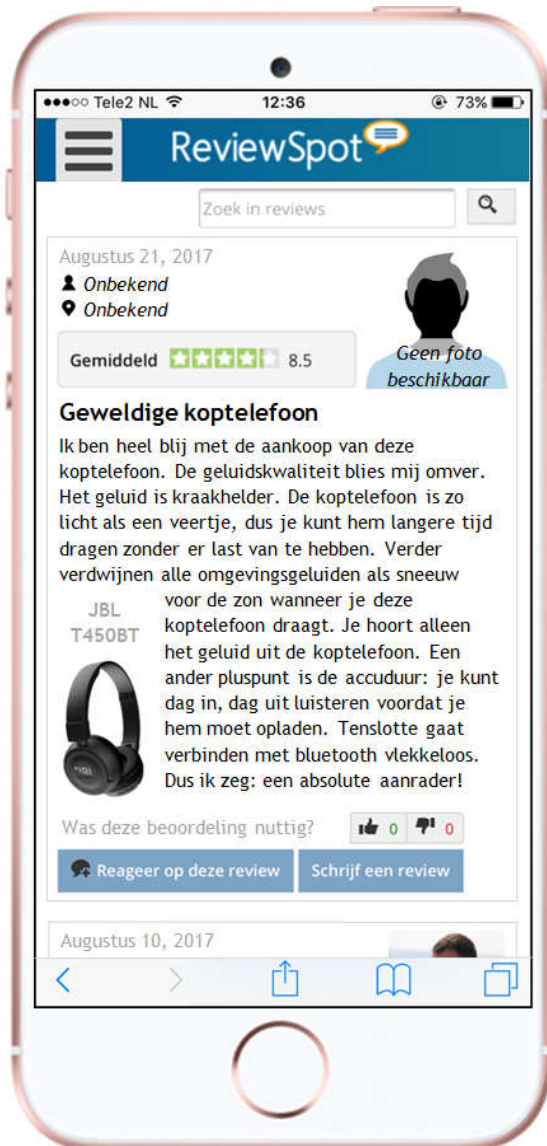 Tele2 NL 12:36 73%
ReviewSpot
Zoek in reviews
Augustus 21, 2017
Onbekend
Onbekend
Gemiddeld 8.5
Geen foto
beschikbaar
Geweldige koptelefoon
Ik ben heel blij met de aankoop van deze
koptelefoon. De geluidskwaliteit blies mij omver.
Het geluid is kraakhelder. De koptelefoon is zo
licht als een veertje, dus je kunt hem langere tijd
dragen zonder er last van te hebben. Verder
verdwijnen alle omgevingsgeluiden als sneeuw
voor de zon wanneer je deze
koptelefoon draagt. Je hoort alleen
het geluid uit de koptelefoon. Een
ander pluspunt is de accuduur: je kunt
dag in, dag uit luisteren voordat je
hem moet opladen. Tenslotte gaat
verbinden met bluetooth vlekkeloos.
Dus ik zeg: een absolute aanrader!
JBL
T450BT
JBL
Was deze beoordeling nuttig? 0 0
Reageer op deze review Schrijf een review
Augustus 10, 2017